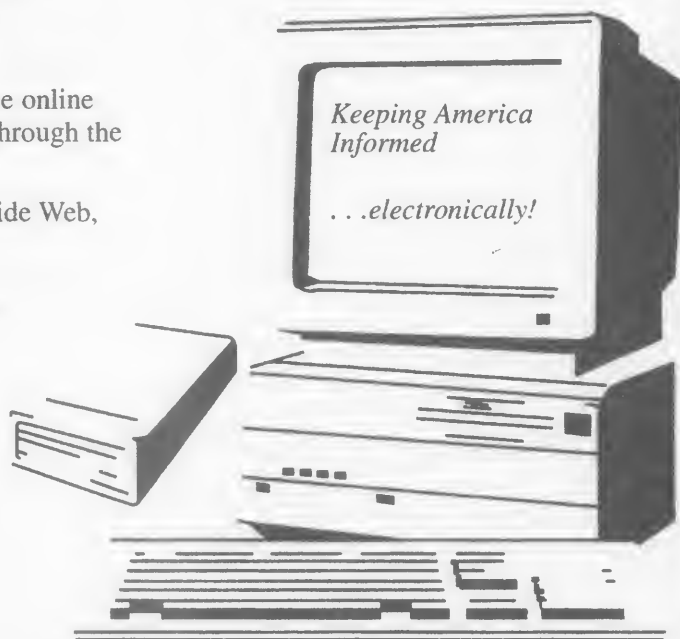 e online
hrough the
ide Web,
Keeping America
Informed
. . .electronically!